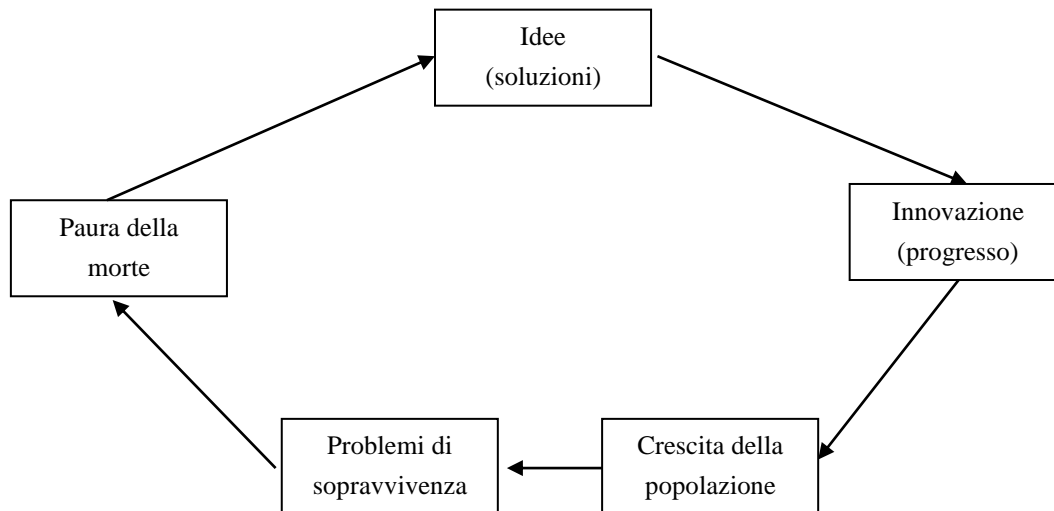 Idee
(soluzioni)
Innovazione
(progresso)
Paura della
morte
Problemi di
sopravvivenza
Crescita della
popolazione